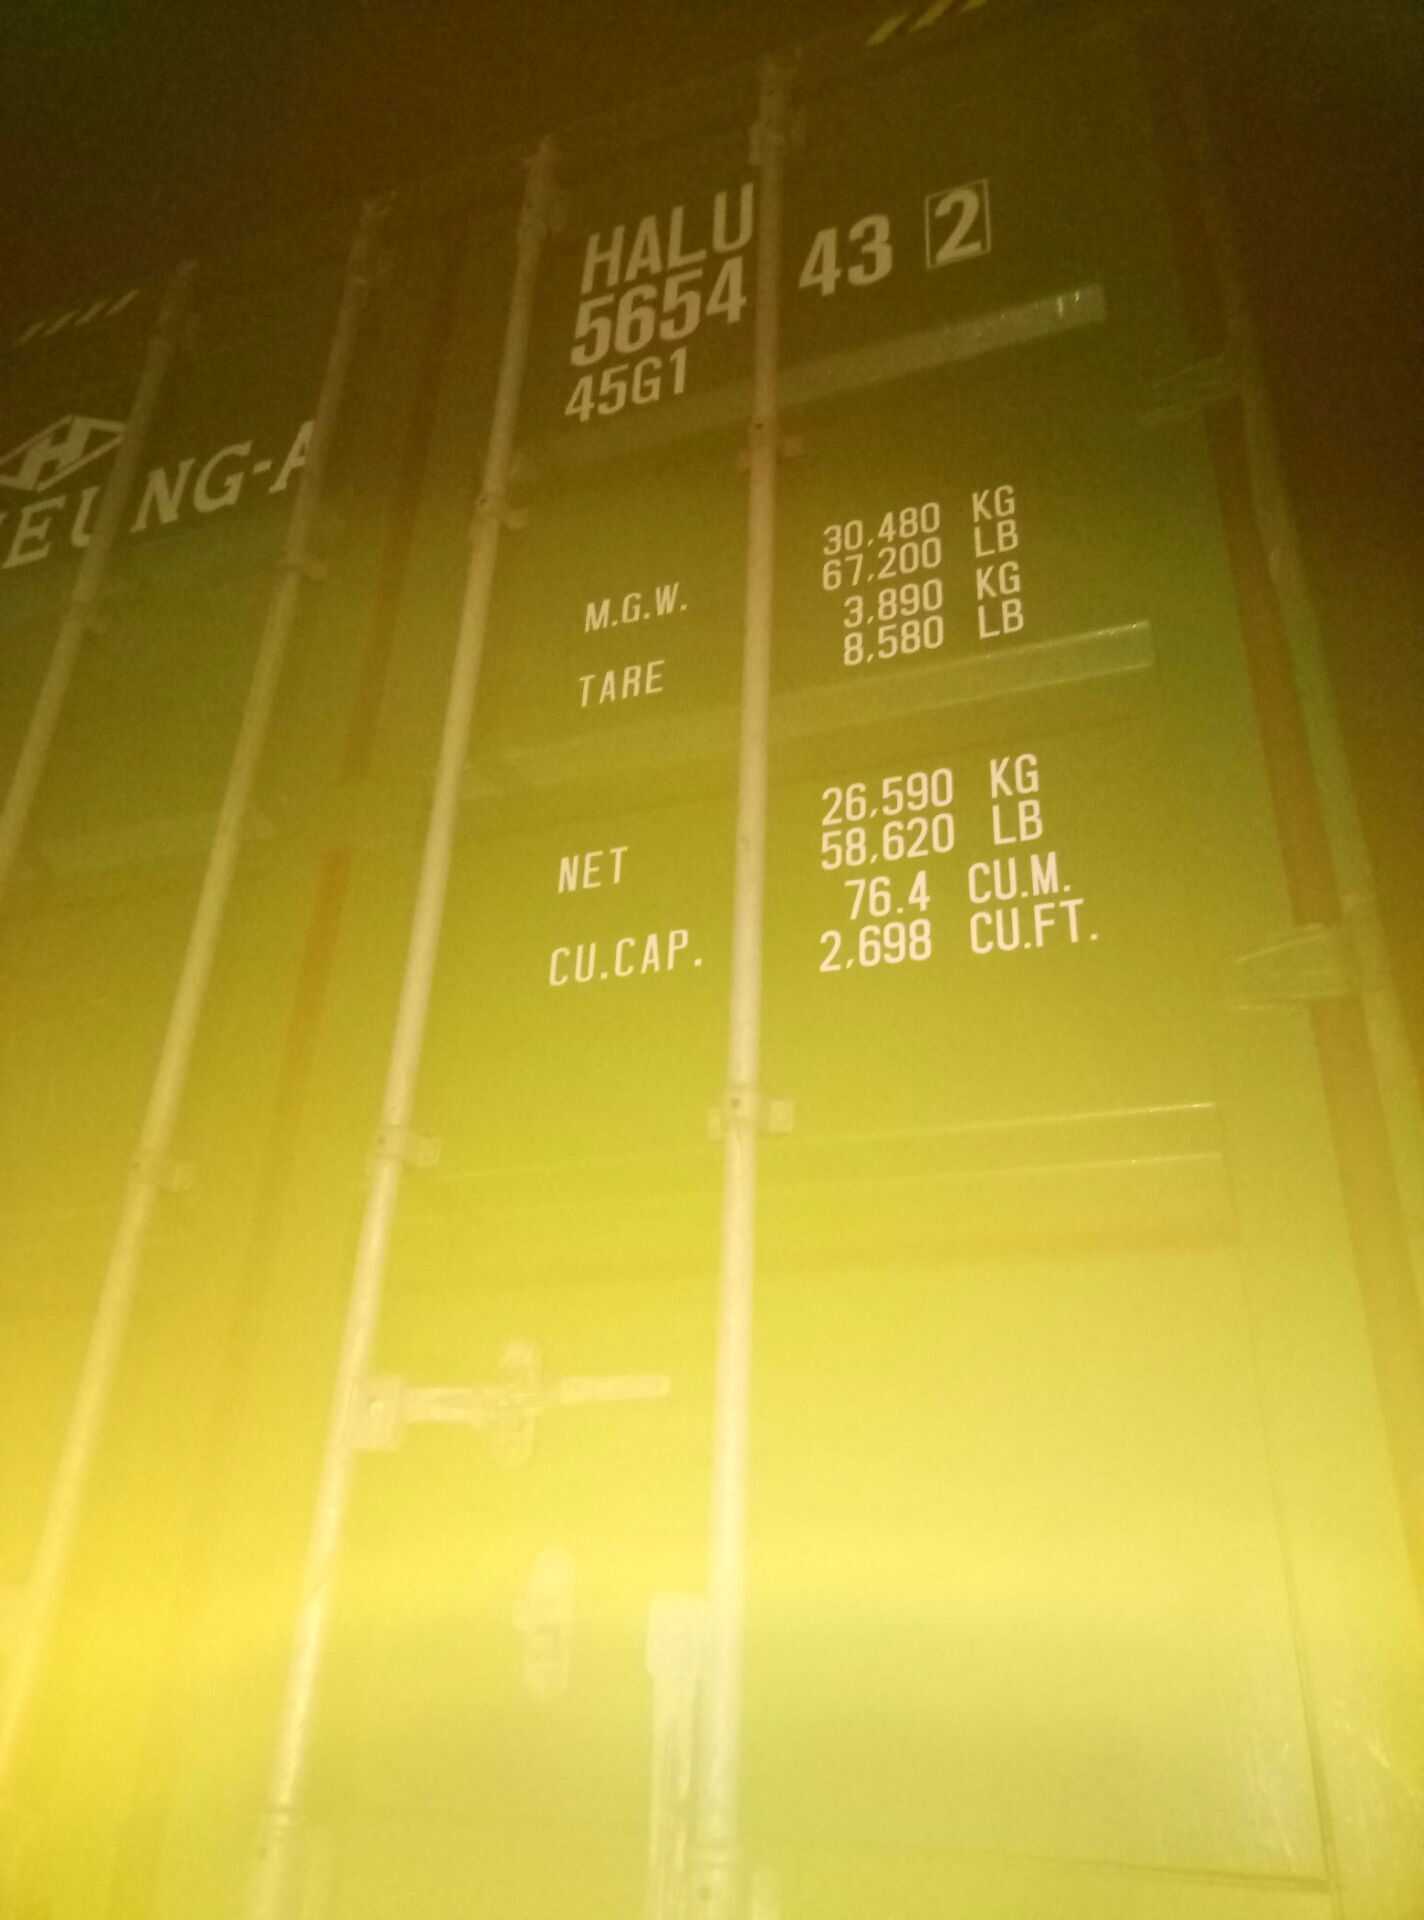 HALU
5654 43 2
45G1
H
EUNG-A
30,480 KG
M.G.W. 67,200 LB
3,890 KG
TARE 8,580 LB
26,590 KG
NET 58,620 LB
76.4 CU.M.
CU.CAP. 2,698 CU.FT.